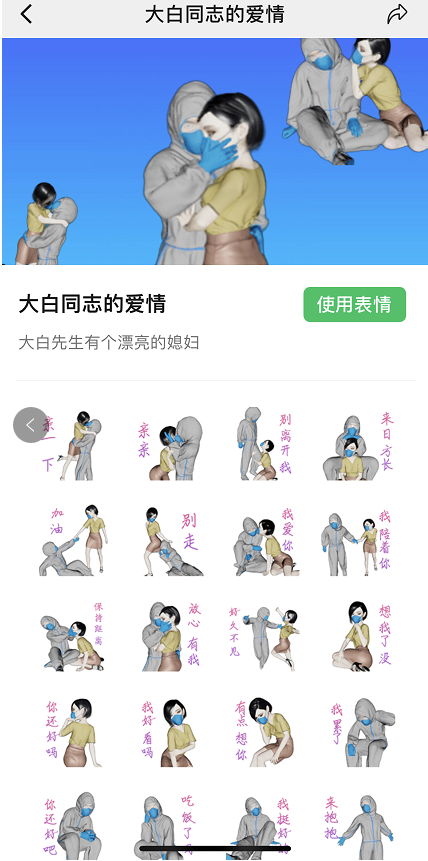 大白同志的爱情
大白同志的爱情
使用表情
大白先生有个漂亮的媳妇
亲一下
亲亲
别离开我
来日方长
加油
别走
我爱你
我陪着你
保持距离
放心有我
好久不见
想我了没
你还好吗
我好看吗
有点想你
我累了
你还好吧
吃饭了
我挺好
来抱抱